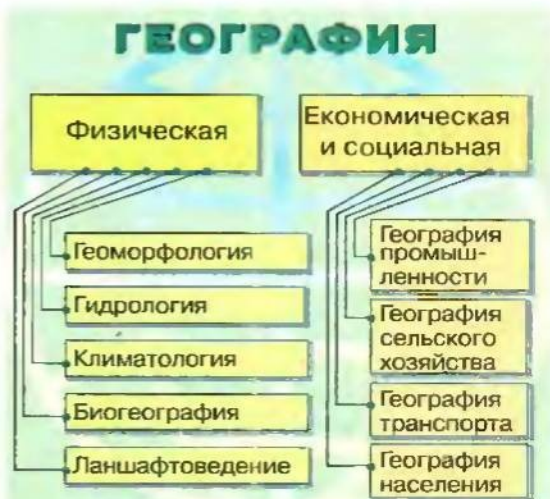 ГЕОГРАФИЯ
Физическая
Економическая
и социальная
Геоморфология
Гидрология
Климатология
Биогеография
Ланшафтоведение
География
промыш-
ленности
География
сельского
хозяйства
География
транспорта
География
населения